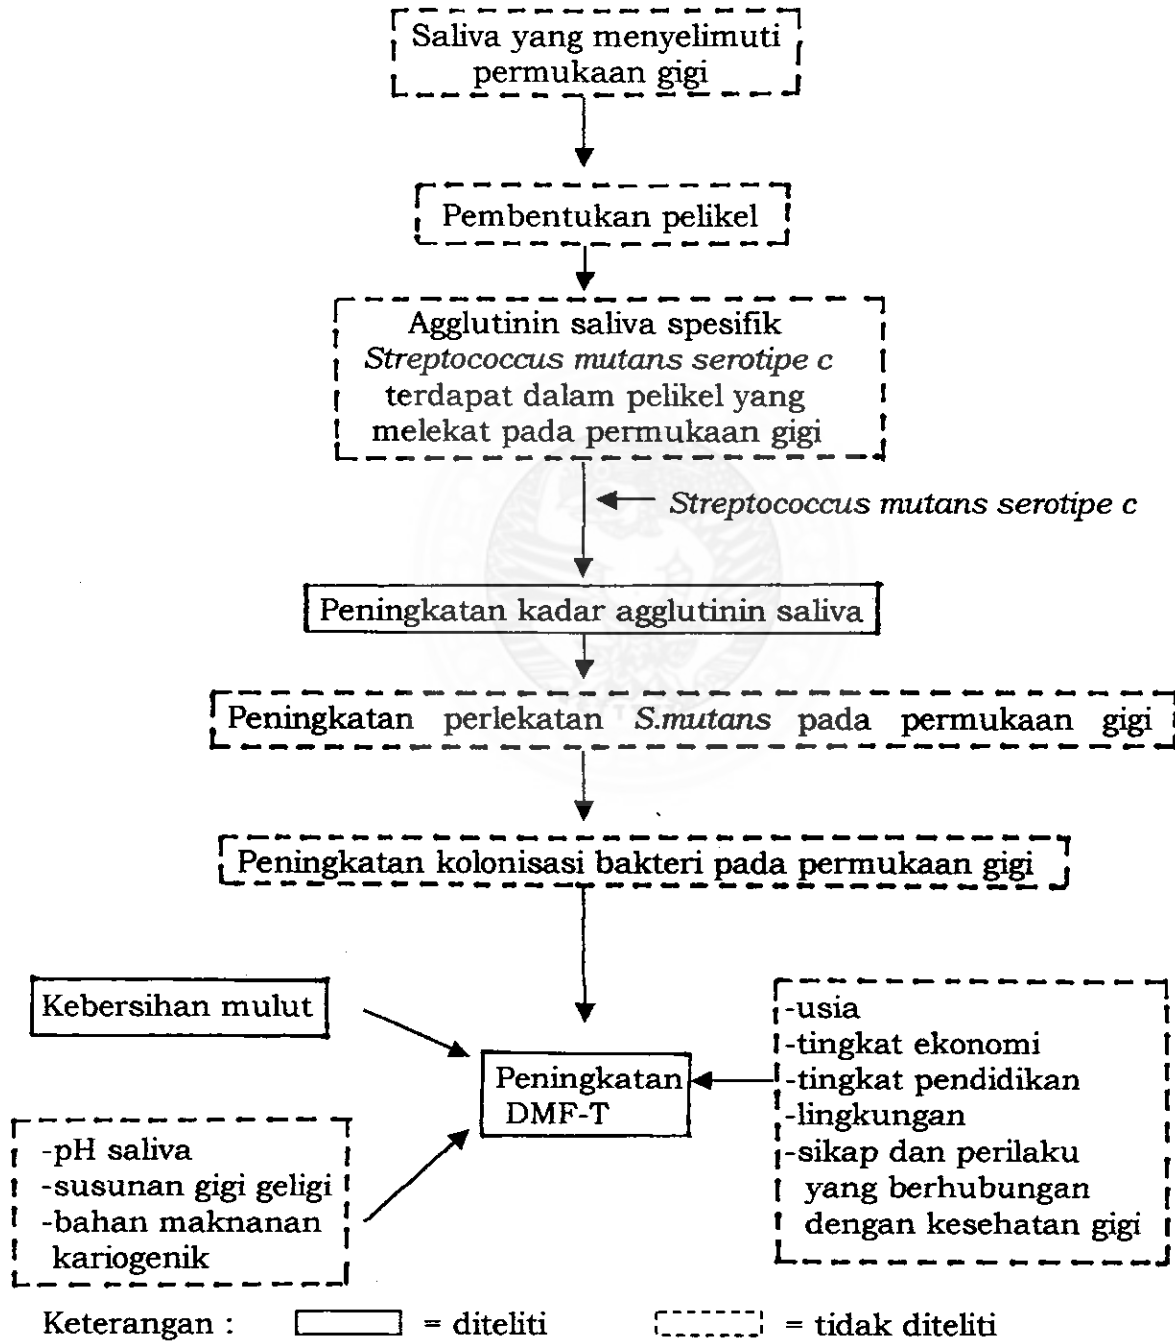 Saliva yang menyelimuti
permukaan gigi
Pembentukan pelikel
Agglutinin saliva spesifik
Streptococcus mutans serotipe c
terdapat dalam pelikel yang
melekat pada permukaan gigi
Streptococcus mutans serotipe c
Peningkatan kadar agglutinin saliva
Peningkatan perlekatan S.mutans pada permukaan gigi
Peningkatan kolonisasi bakteri pada permukaan gigi
Kebersihan mulut
Peningkatan
DMF-T
-usia
-tingkat ekonomi
-tingkat pendidikan
-lingkungan
-sikap dan perilaku
yang berhubungan
dengan kesehatan gigi
-pH saliva
-susunan gigi geligi
-bahan maknanan
kariogenik
Keterangan : = diteliti = tidak diteliti